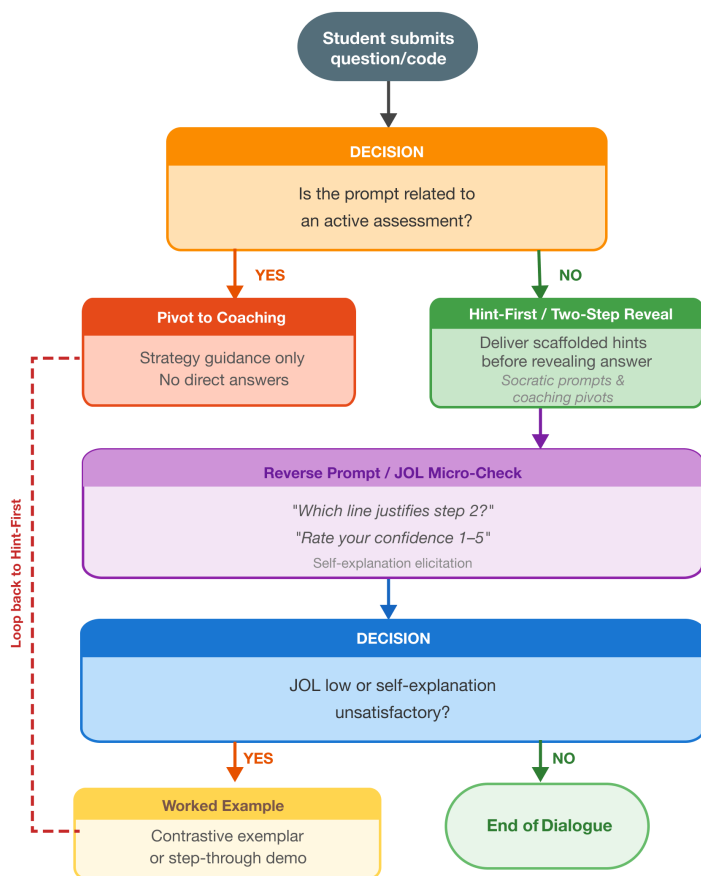 Student submits
question/code
DECISION
Is the prompt related to
an active assessment?
YES
NO
Pivot to Coaching
Strategy guidance only
No direct answers
Hint-First / Two-Step Reveal
Deliver scaffolded hints
before revealing answer
Socratic prompts &
coaching pivots
Reverse Prompt / JOL Micro-Check
"Which line justifies step 2?"
"Rate your confidence 1–5"
Self-explanation elicitation
Loop back to Hint-First
DECISION
JOL low or self-explanation
unsatisfactory?
YES
NO
Worked Example
Contrastive exemplar
or step-through demo
End of Dialogue